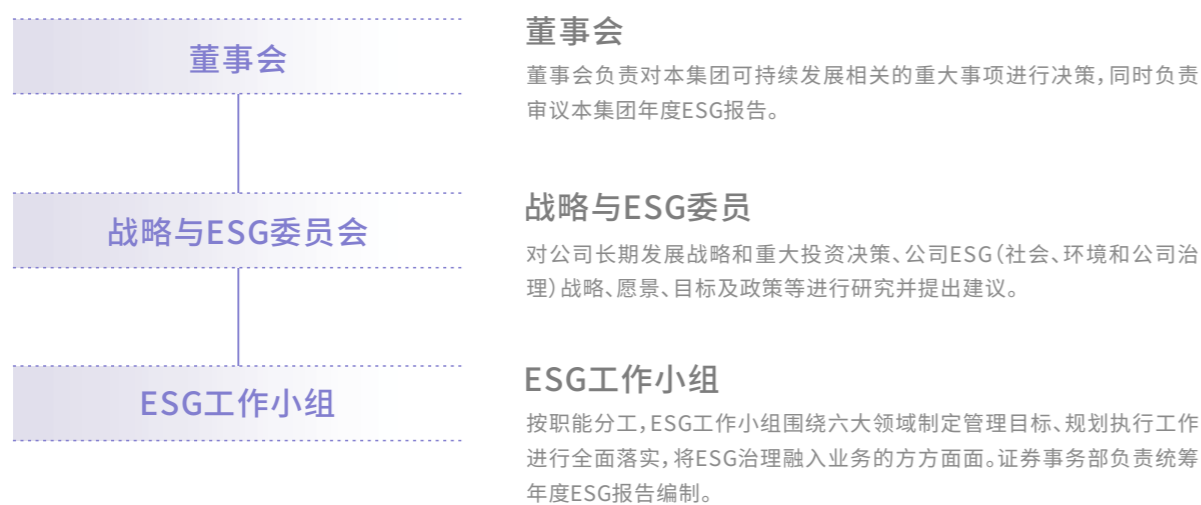 董事会
董事会
董事会负责对本集团可持续发展相关的重大事项进行决策,同时负责
审议本集团年度ESG报告。
战略与ESG委员会
战略与ESG委员
对公司长期发展战略和重大投资决策、公司ESG(社会、环境和公司治
理)战略、愿景、目标及政策等进行研究并提出建议。
ESG工作小组
ESG工作小组
按职能分工,ESG工作小组围绕六大领域制定管理目标、规划执行工作
进行全面落实,将ESG治理融入业务的方方面面。证券事务部负责统筹
年度ESG报告编制。